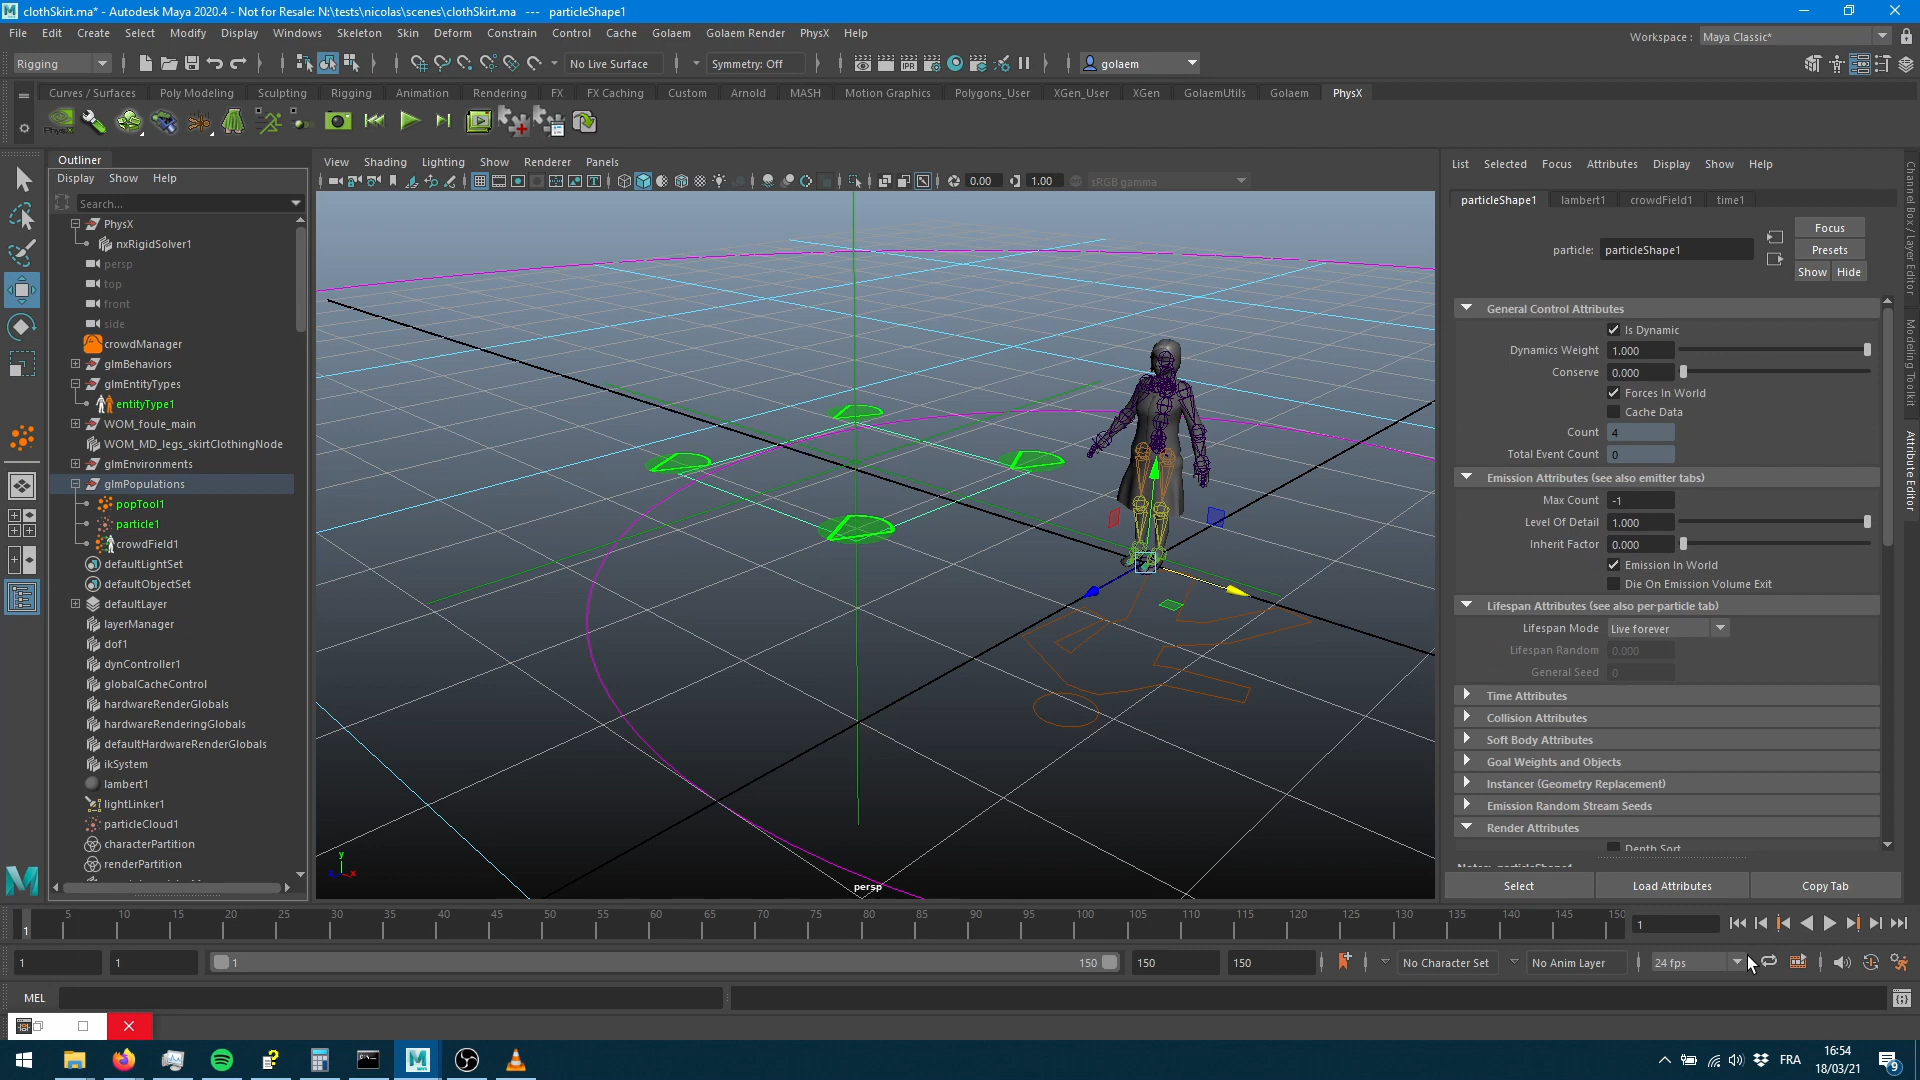 clothSkirt.ma* - Autodesk Maya 2020.4 - Not for Resale: N:\tests\nicolas\scenes\clothSkirt.ma   ---   particleShape1
File Edit Create Select Modify Display Windows Skeleton Skin Deform Constrain Control Cache Golaem Golaem Render PhysX Help
Workspace : Maya Classic*
Rigging No Live Surface Symmetry: Off golaem
Curves / Surfaces Poly Modeling Sculpting Rigging Animation Rendering FX FX Caching Custom Arnold MASH Motion Graphics Polygons_User XGen_User XGen GolaemUtils Golaem PhysX
Outliner
Display Show Help
Search...
PhysX
nxRigidSolver1
persp
top
front
side
crowdManager
glmBehaviors
glmEntityTypes
entityType1
WOM_foule_main
WOM_MD_legs_skirtClothingNode
glmEnvironments
glmPopulations
popTool1
particle1
crowdField1
defaultLightSet
defaultObjectSet
defaultLayer
layerManager
dof1
dynController1
globalCacheControl
hardwareRenderGlobals
hardwareRenderingGlobals
defaultHardwareRenderGlobals
ikSystem
lambert1
lightLinker1
particleCloud1
characterPartition
renderPartition
View Shading Lighting Show Renderer Panels
0.00 1.00 sRGB gamma
y
x
persp
List Selected Focus Attributes Display Show Help
particleShape1 lambert1 crowdField1 time1
particle: particleShape1
Focus
Presets
Show Hide
General Control Attributes
Is Dynamic
Dynamics Weight 1.000
Conserve 0.000
Forces In World
Cache Data
Count 4
Total Event Count 0
Emission Attributes (see also emitter tabs)
Max Count -1
Level Of Detail 1.000
Inherit Factor 0.000
Emission In World
Die On Emission Volume Exit
Lifespan Attributes (see also per-particle tab)
Lifespan Mode Live forever
Lifespan Random 0.000
General Seed 0
Time Attributes
Collision Attributes
Soft Body Attributes
Goal Weights and Objects
Instancer (Geometry Replacement)
Emission Random Stream Seeds
Render Attributes
Depth Sort
Notes: particleShape1
Select Load Attributes Copy Tab
Channel Box / Layer Editor
Modeling Toolkit
Attribute Editor
5 10 15 20 25 30 35 40 45 50 55 60 65 70 75 80 85 90 95 100 105 110 115 120 125 130 135 140 145 150
1
1
1 1 1 150 150 150 No Character Set No Anim Layer 24 fps
MEL
FRA
16:54
18/03/21
9